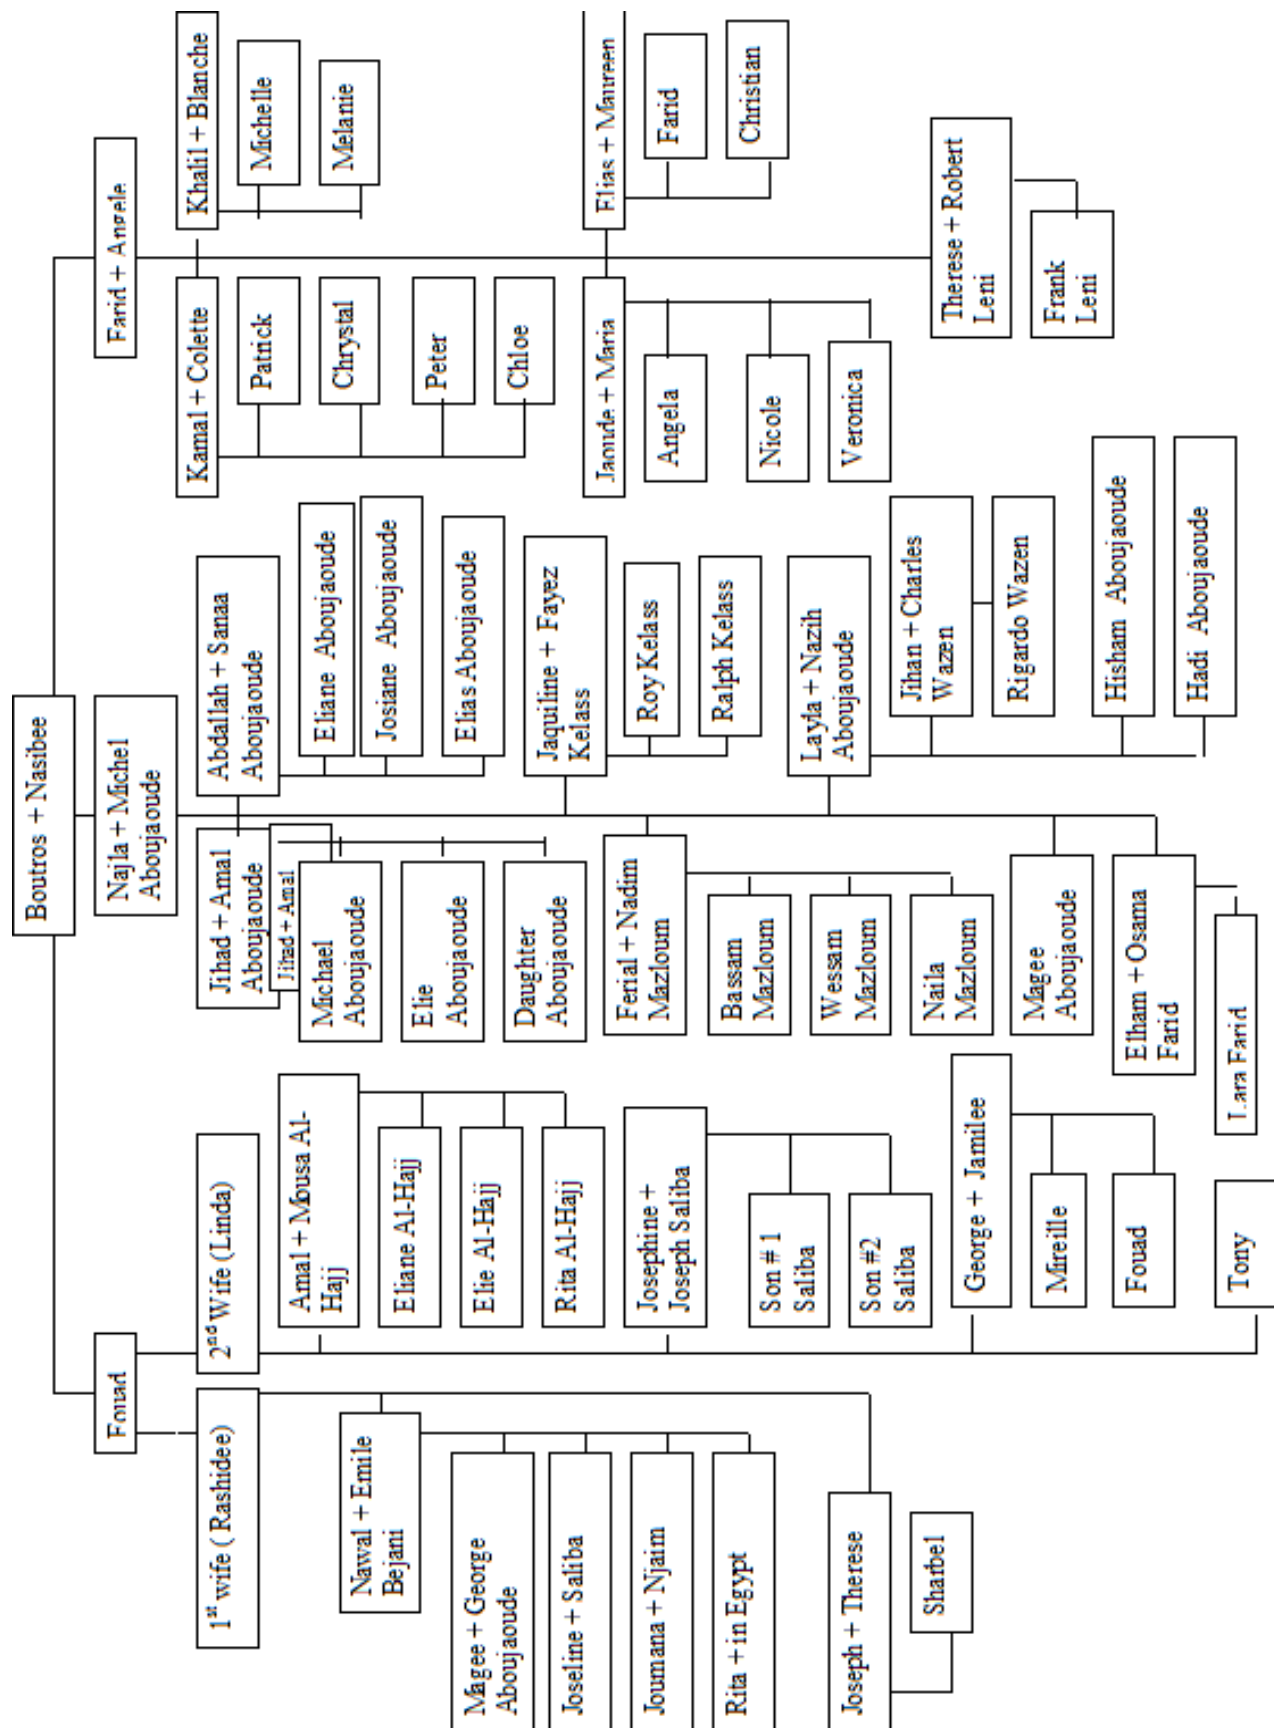 Boutros + Nasibee
Fouad
Najla + Michel
Aboujaoude
Farid + Angele
1st wife ( Rashidee)
2nd Wife (Linda)
Jihad + Amal
Aboujaoude
Jihad + Amal
Abdallah + Sanaa
Aboujaoude
Kamal + Colette
Khalil + Blanche
Nawal + Emile
Bejani
Magee + George
Aboujaoude
Joseline + Saliba
Joumana + Njaim
Rita + in Egypt
Joseph + Therese
Sharbel
Amal + Mousa Al-
Hajj
Eliane Al-Hajj
Elie Al-Hajj
Rita Al-Hajj
Josephine +
Joseph Saliba
Son # 1
Saliba
Son #2
Saliba
George + Jamilee
Mireille
Fouad
Tony
Michael
Aboujaoude
Elie
Aboujaoude
Daughter
Aboujaoude
Ferial + Nadim
Mazloum
Bassam
Mazloum
Wessam
Mazloum
Naila
Mazloum
Magee
Aboujaoude
Elham + Osama
Farid
Lara Farid
Eliane Aboujaoude
Josiane Aboujaoude
Elias Aboujaoude
Jaquiline + Fayez
Kelass
Roy Kelass
Ralph Kelass
Layla + Nazih
Aboujaoude
Jihan + Charles
Wazen
Rigardo Wazen
Hisham Aboujaoude
Hadi Aboujaoude
Patrick
Chrystal
Peter
Chloe
Michelle
Melanie
Jaoude + Maria
Angela
Nicole
Veronica
Elias + Maureen
Farid
Christian
Therese + Robert
Leni
Frank
Leni